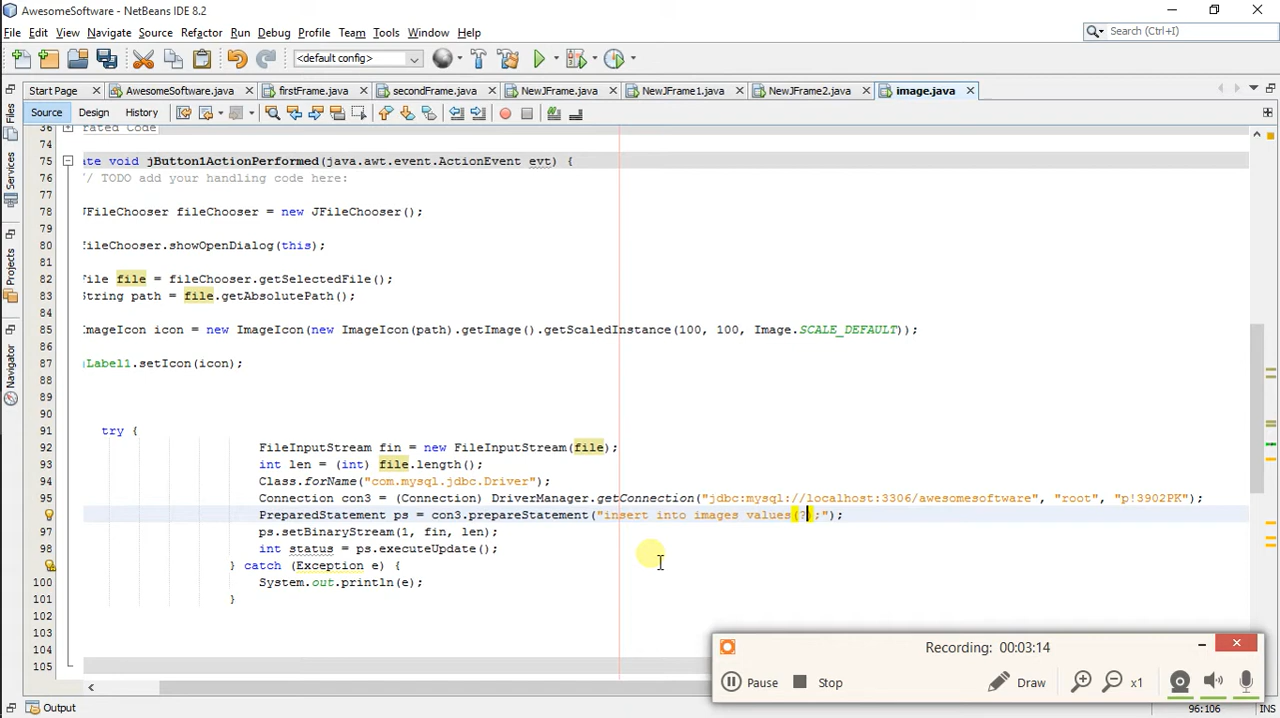 AwesomeSoftware - NetBeans IDE 8.2
File Edit View Navigate Source Refactor Run Debug Profile Team Tools Window Help
Search (Ctrl+I)
<default config>
Start Page AwesomeSoftware.java firstFrame.java secondFrame.java NewJFrame.java NewJFrame1.java NewJFrame2.java image.java
Source Design History
Files
Services
Projects
Navigator
36 rated Code
74
75 ate void jButton1ActionPerformed(java.awt.event.ActionEvent evt) {
76 / TODO add your handling code here:
77
78 JFileChooser fileChooser = new JFileChooser();
79
80 fileChooser.showOpenDialog(this);
81
82 File file = fileChooser.getSelectedFile();
83 String path = file.getAbsolutePath();
84
85 ImageIcon icon = new ImageIcon(new ImageIcon(path).getImage().getScaledInstance(100, 100, Image.SCALE_DEFAULT));
86
87 Label1.setIcon(icon);
88
89
90
91 try {
92 FileInputStream fin = new FileInputStream(file);
93 int len = (int) file.length();
94 Class.forName("com.mysql.jdbc.Driver");
95 Connection con3 = (Connection) DriverManager.getConnection("jdbc:mysql://localhost:3306/awesomesoftware", "root", "p!3902PK");
PreparedStatement ps = con3.prepareStatement("insert into images values(?);");
97 ps.setBinaryStream(1, fin, len);
98 int status = ps.executeUpdate();
} catch (Exception e) {
100 System.out.println(e);
101 }
102
103
104
105
Recording: 00:03:14
Pause Stop Draw x1
Output
96:106 INS